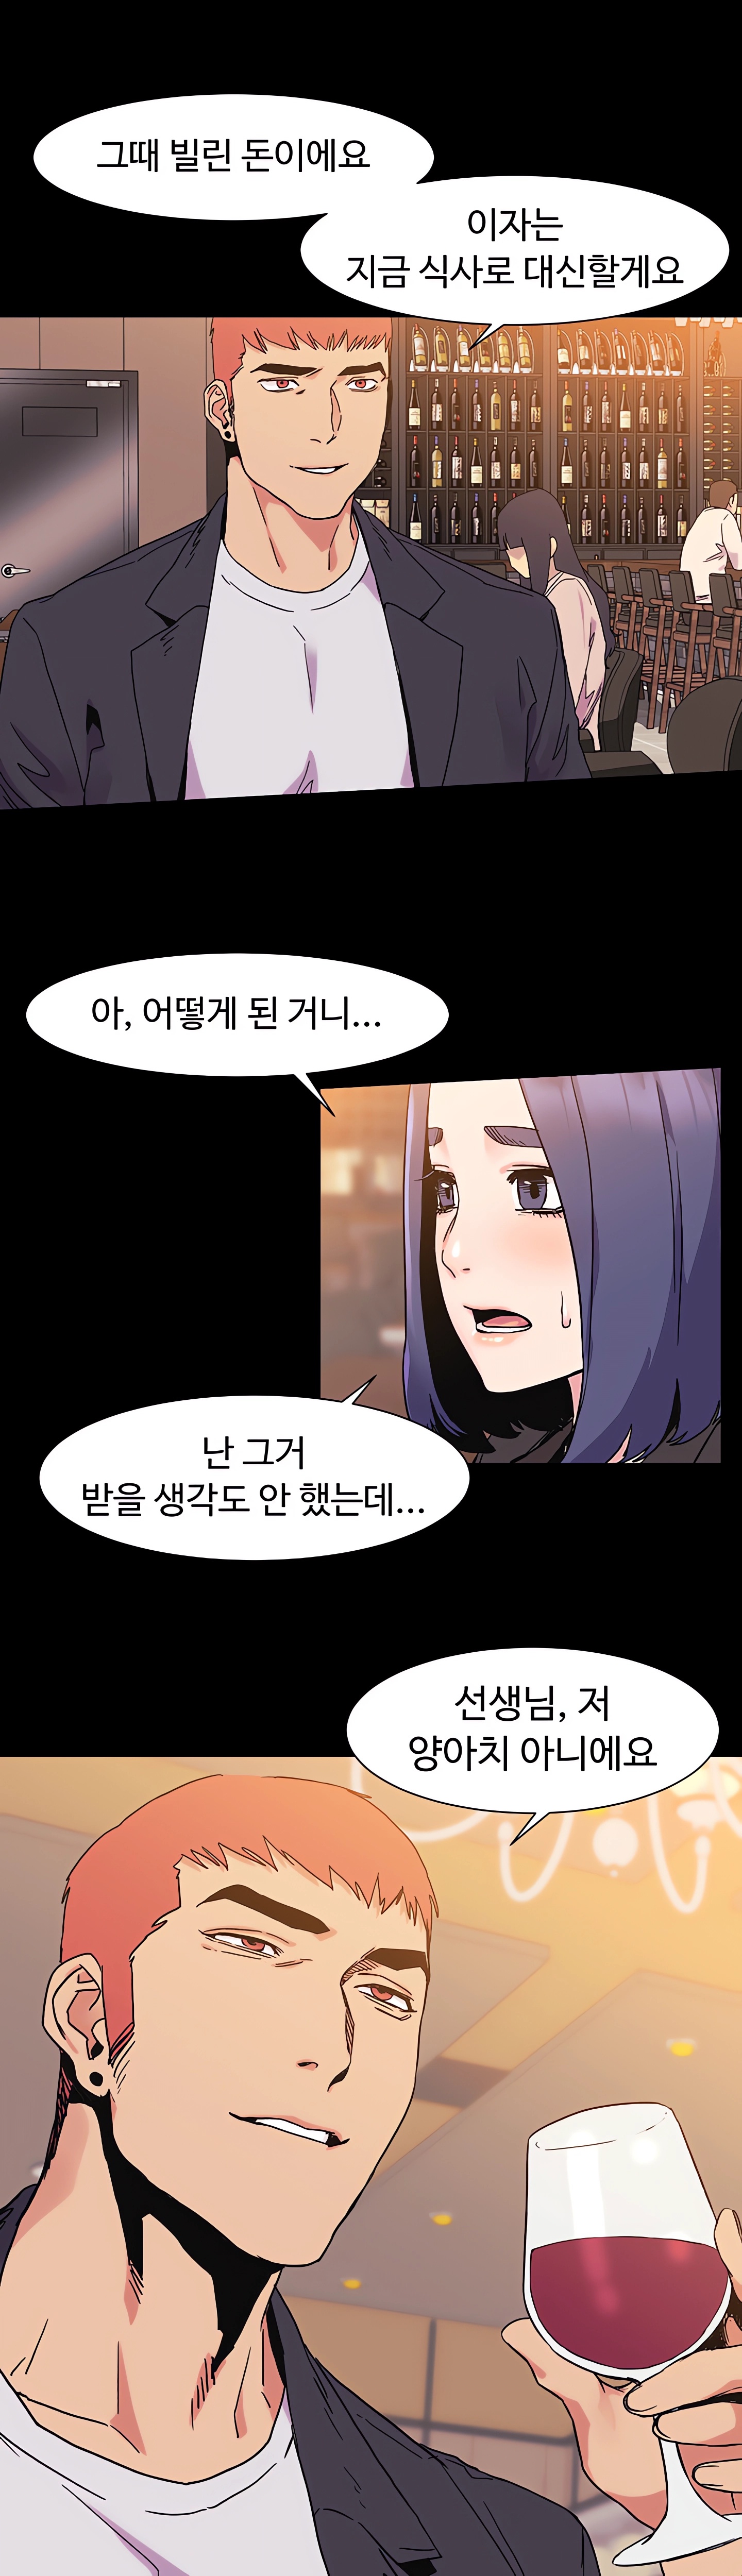 그때 빌린 돈이에요
이자는
지금 식사로 대신할게요
아, 어떻게 된 거니...
난 그거
받을 생각도 안 했는데...
선생님, 저
양아치 아니에요